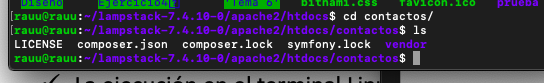 Diseño Ejercicio4 Tema 6 bitnami.css favicon.ico prueba
[rauu@rauu:~/lampstack-7.4.10-0/apache2/htdocs$ cd contactos/
[rauu@rauu:~/lampstack-7.4.10-0/apache2/htdocs/contactos$ ls
LICENSE composer.json composer.lock symfony.lock vendor
rauu@rauu:~/lampstack-7.4.10-0/apache2/htdocs/contactos$
La ejecución en el terminal